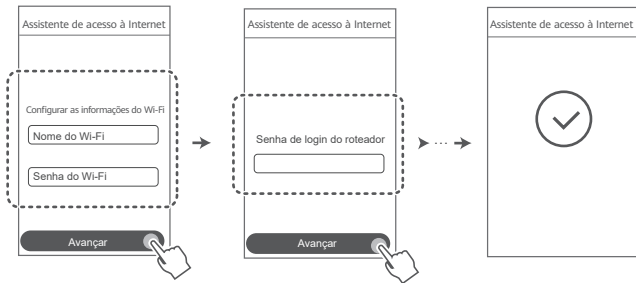 Assistente de acesso à Internet
Configurar as informações do Wi-Fi
Nome do Wi-Fi
Senha do Wi-Fi
Avançar
Assistente de acesso à Internet
Senha de login do roteador
Avançar
Assistente de acesso à Internet